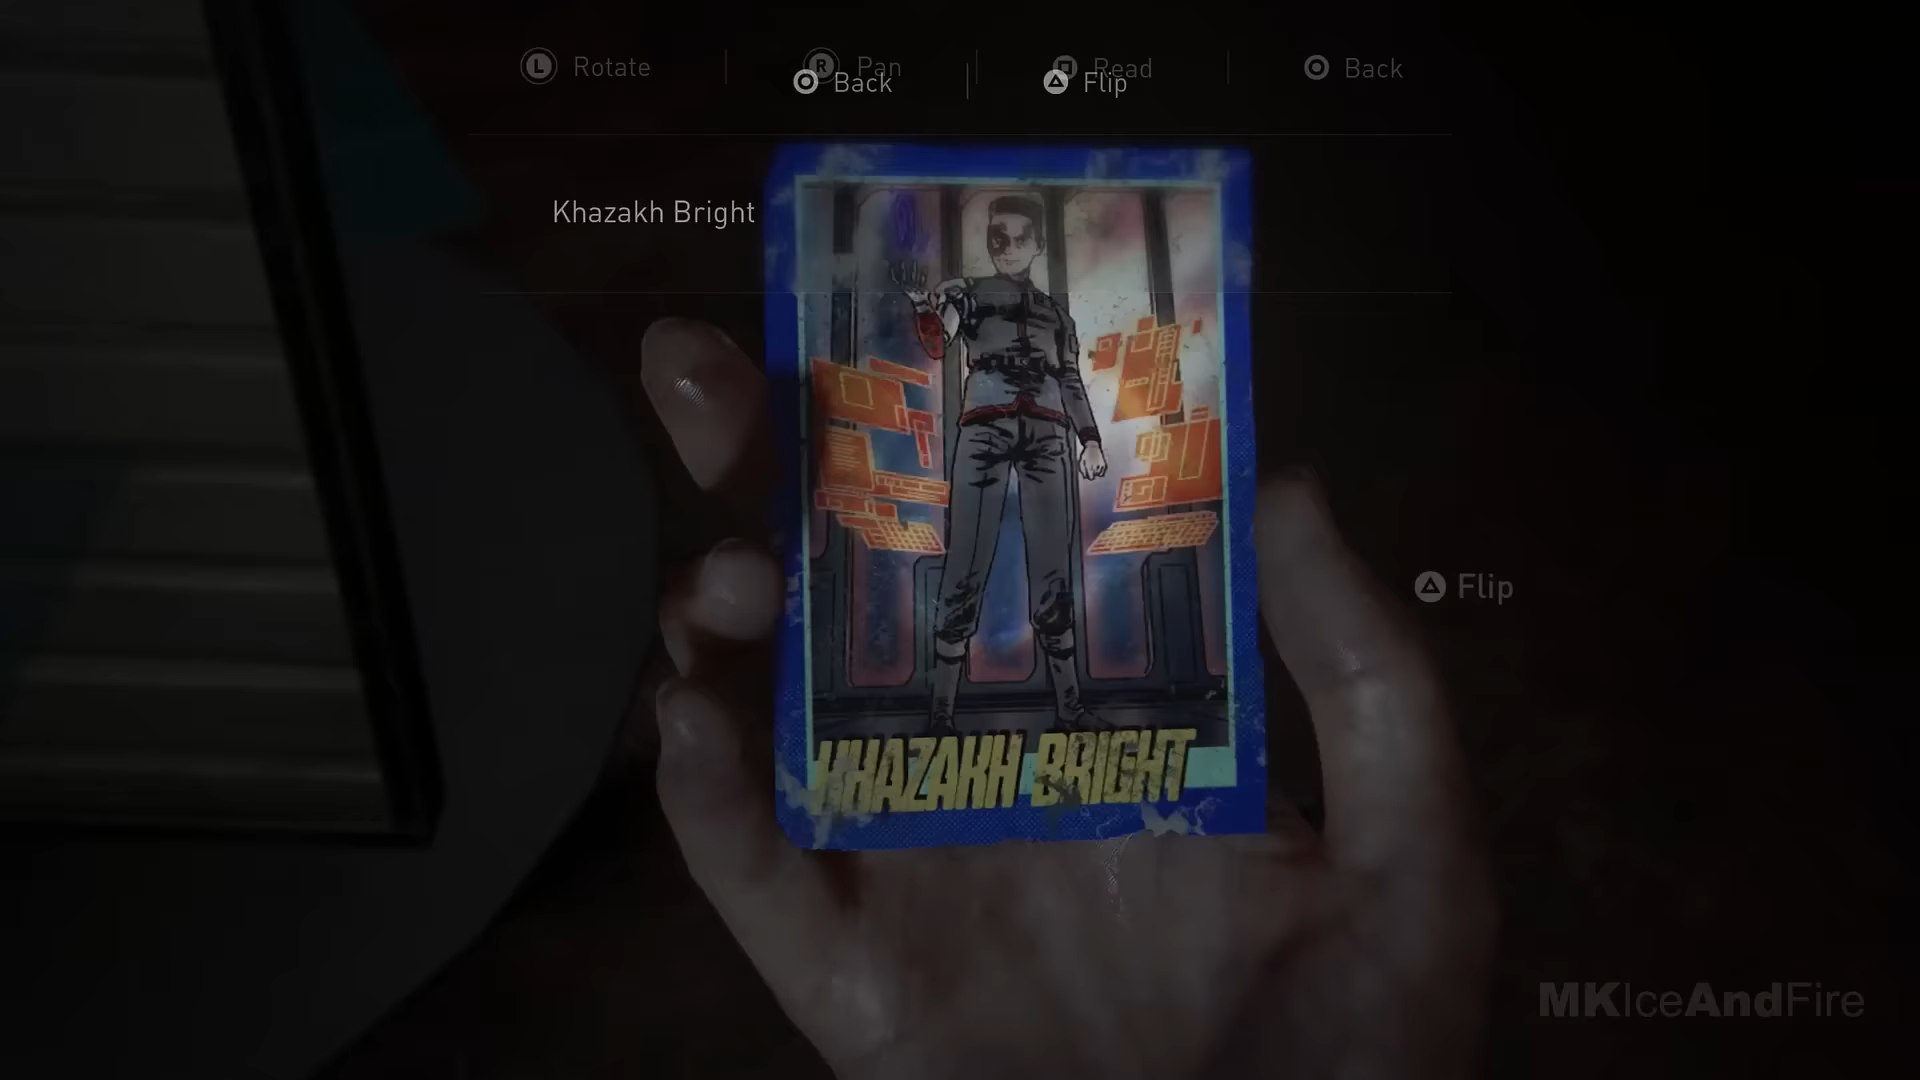 L Rotate
R Pan
Read
Back
Back
Flip
Khazakh Bright
KHAZAKH BRIGHT
Flip
MKIceAndFire